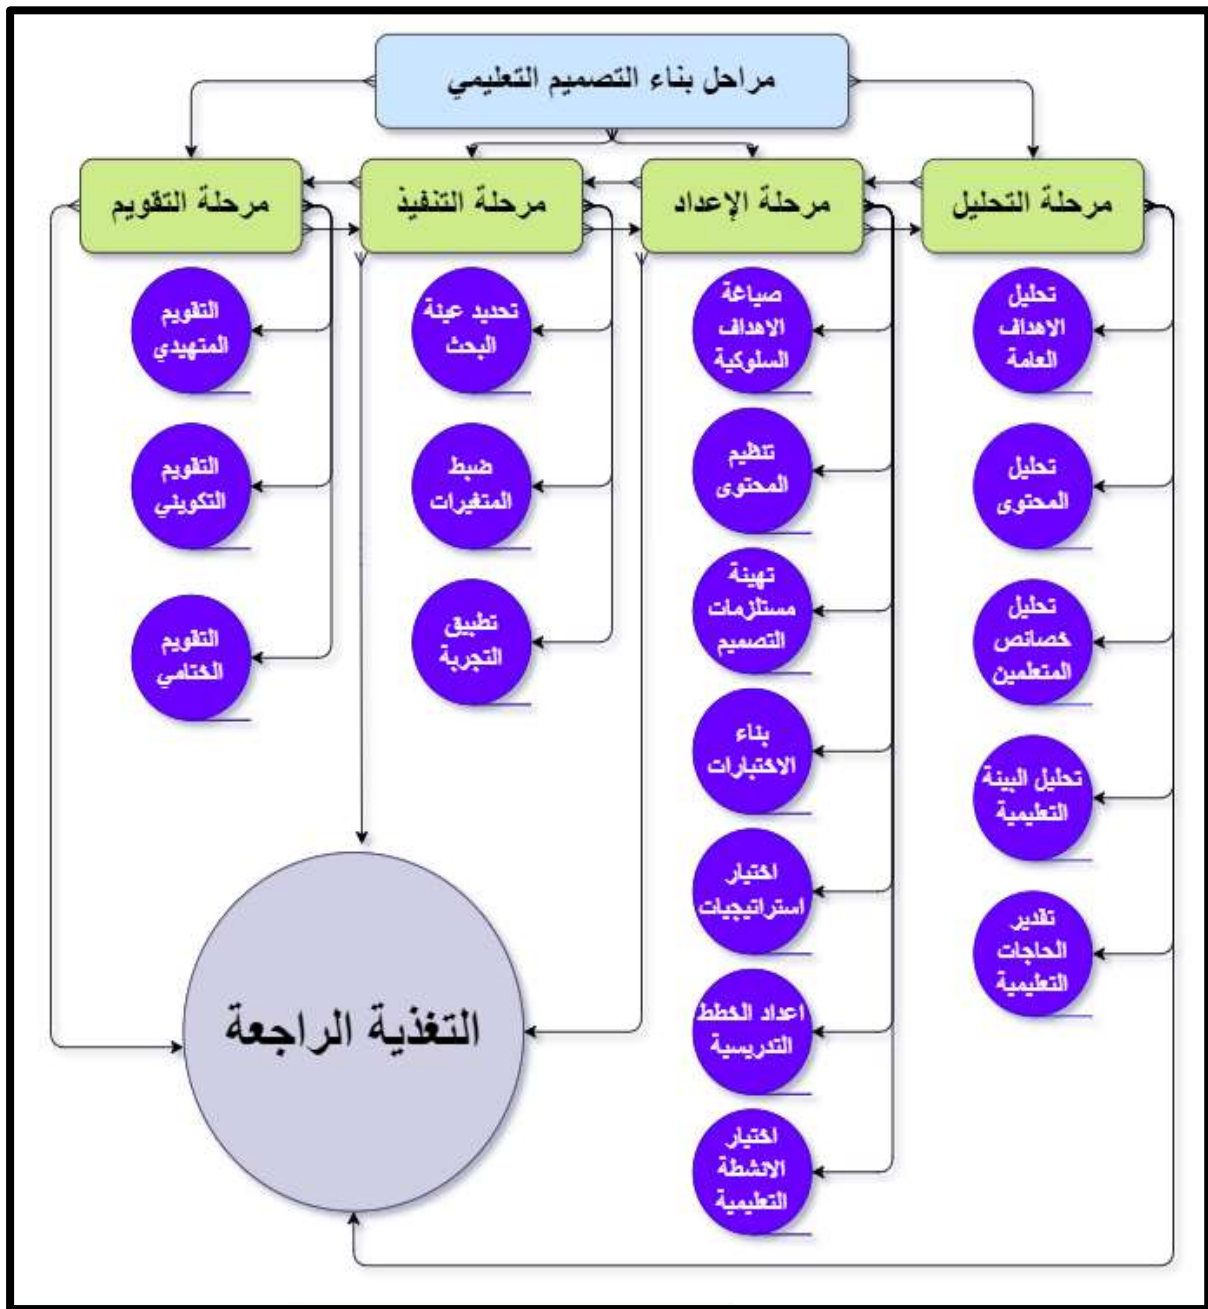 مراحل بناء التصميم التعليمي
مرحلة التحليل
مرحلة الإعداد
مرحلة التنفيذ
مرحلة التقويم
تحليل
الاهداف
العامة
تحليل
المحتوى
تحليل
خصائص
المتعلمين
تحليل البيئة
التعليمية
تقدير
الحاجات
التعليمية
صياغة
الاهداف
السلوكية
تنظيم
المحتوى
تهيئة
مستلزمات
التصميم
بناء
الاختبارات
اختيار
استراتيجيات
اعداد الخطط
التدريسية
اختيار
الانشطة
التعليمية
تحديد عينة
البحث
ضبط
المتغيرات
تطبيق
التجربة
التقويم
المتهيدي
التقويم
التكويني
التقويم
الختامي
التغذية الراجعة